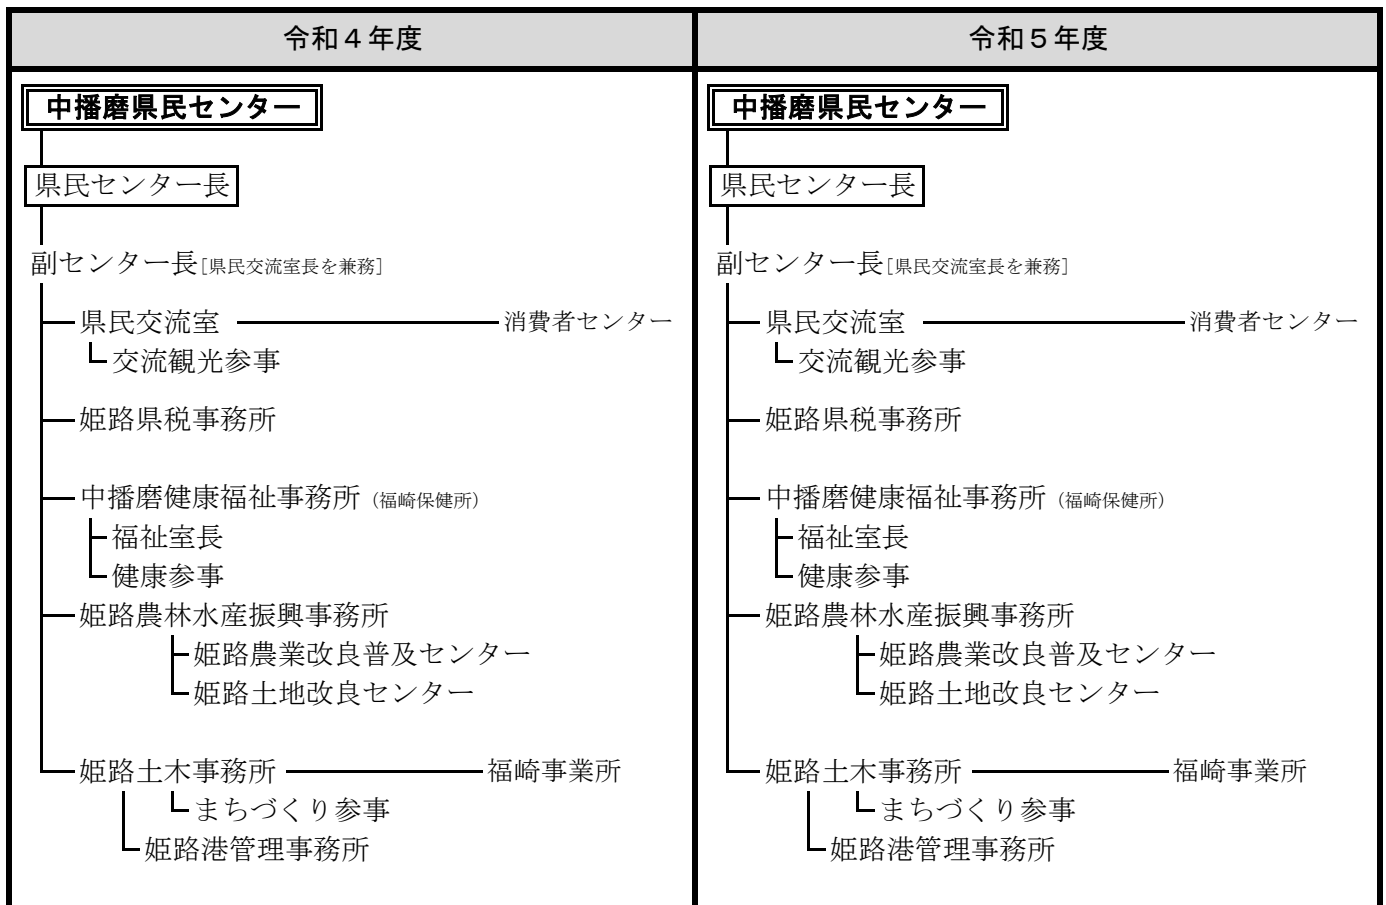 令和４年度
中播磨県民センター
県民センター長
副センター長[県民交流室長を兼務]
県民交流室 消費者センター
交流観光参事
姫路県税事務所
中播磨健康福祉事務所（福崎保健所）
福祉室長
健康参事
姫路農林水産振興事務所
姫路農業改良普及センター
姫路土地改良センター
姫路土木事務所 福崎事業所
まちづくり参事
姫路港管理事務所
令和５年度
中播磨県民センター
県民センター長
副センター長[県民交流室長を兼務]
県民交流室 消費者センター
交流観光参事
姫路県税事務所
中播磨健康福祉事務所（福崎保健所）
福祉室長
健康参事
姫路農林水産振興事務所
姫路農業改良普及センター
姫路土地改良センター
姫路土木事務所 福崎事業所
まちづくり参事
姫路港管理事務所